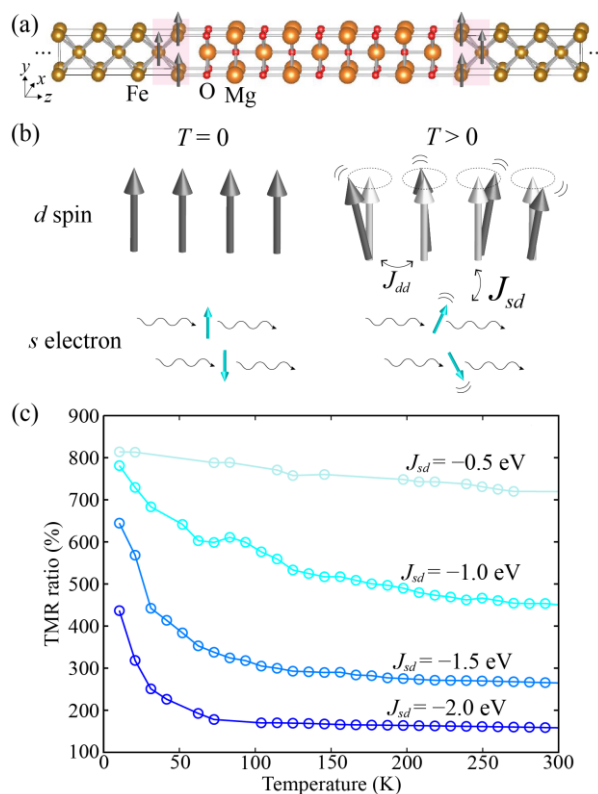 (a)
y x z
... ...
Fe O Mg
(b)
T = 0 T > 0
d spin
J_dd J_sd
s electron
(c)
900
800
700
600
500
400
300
200
100
TMR ratio (%)
J_sd = −0.5 eV
J_sd = −1.0 eV
J_sd = −1.5 eV
J_sd = −2.0 eV
0 50 100 150 200 250 300
Temperature (K)